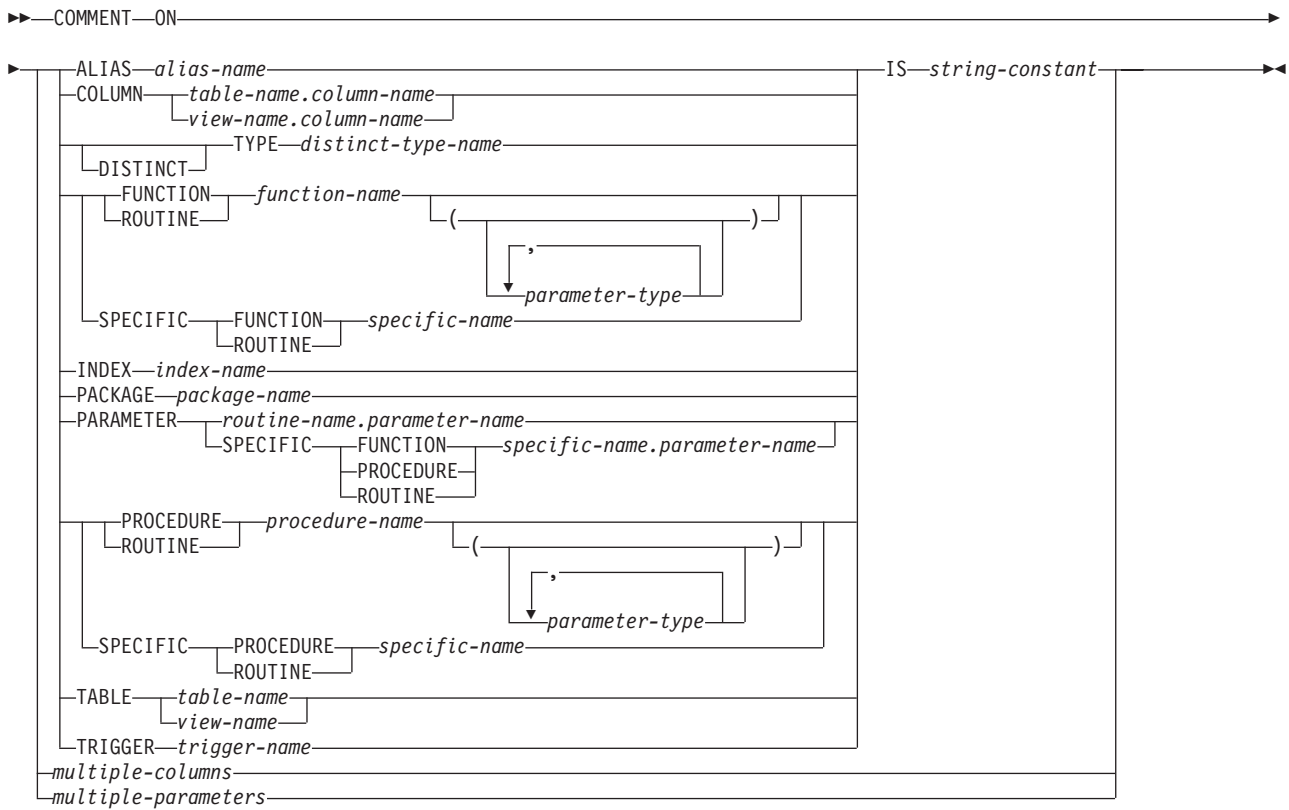 COMMENT ON
ALIAS alias-name IS string-constant
COLUMN table-name.column-name
view-name.column-name
TYPE distinct-type-name
DISTINCT
FUNCTION function-name
ROUTINE ( )
,
parameter-type
SPECIFIC FUNCTION specific-name
ROUTINE
INDEX index-name
PACKAGE package-name
PARAMETER routine-name.parameter-name
SPECIFIC FUNCTION specific-name.parameter-name
PROCEDURE
ROUTINE
PROCEDURE procedure-name
ROUTINE ( )
,
parameter-type
SPECIFIC PROCEDURE specific-name
ROUTINE
TABLE table-name
view-name
TRIGGER trigger-name
multiple-columns
multiple-parameters